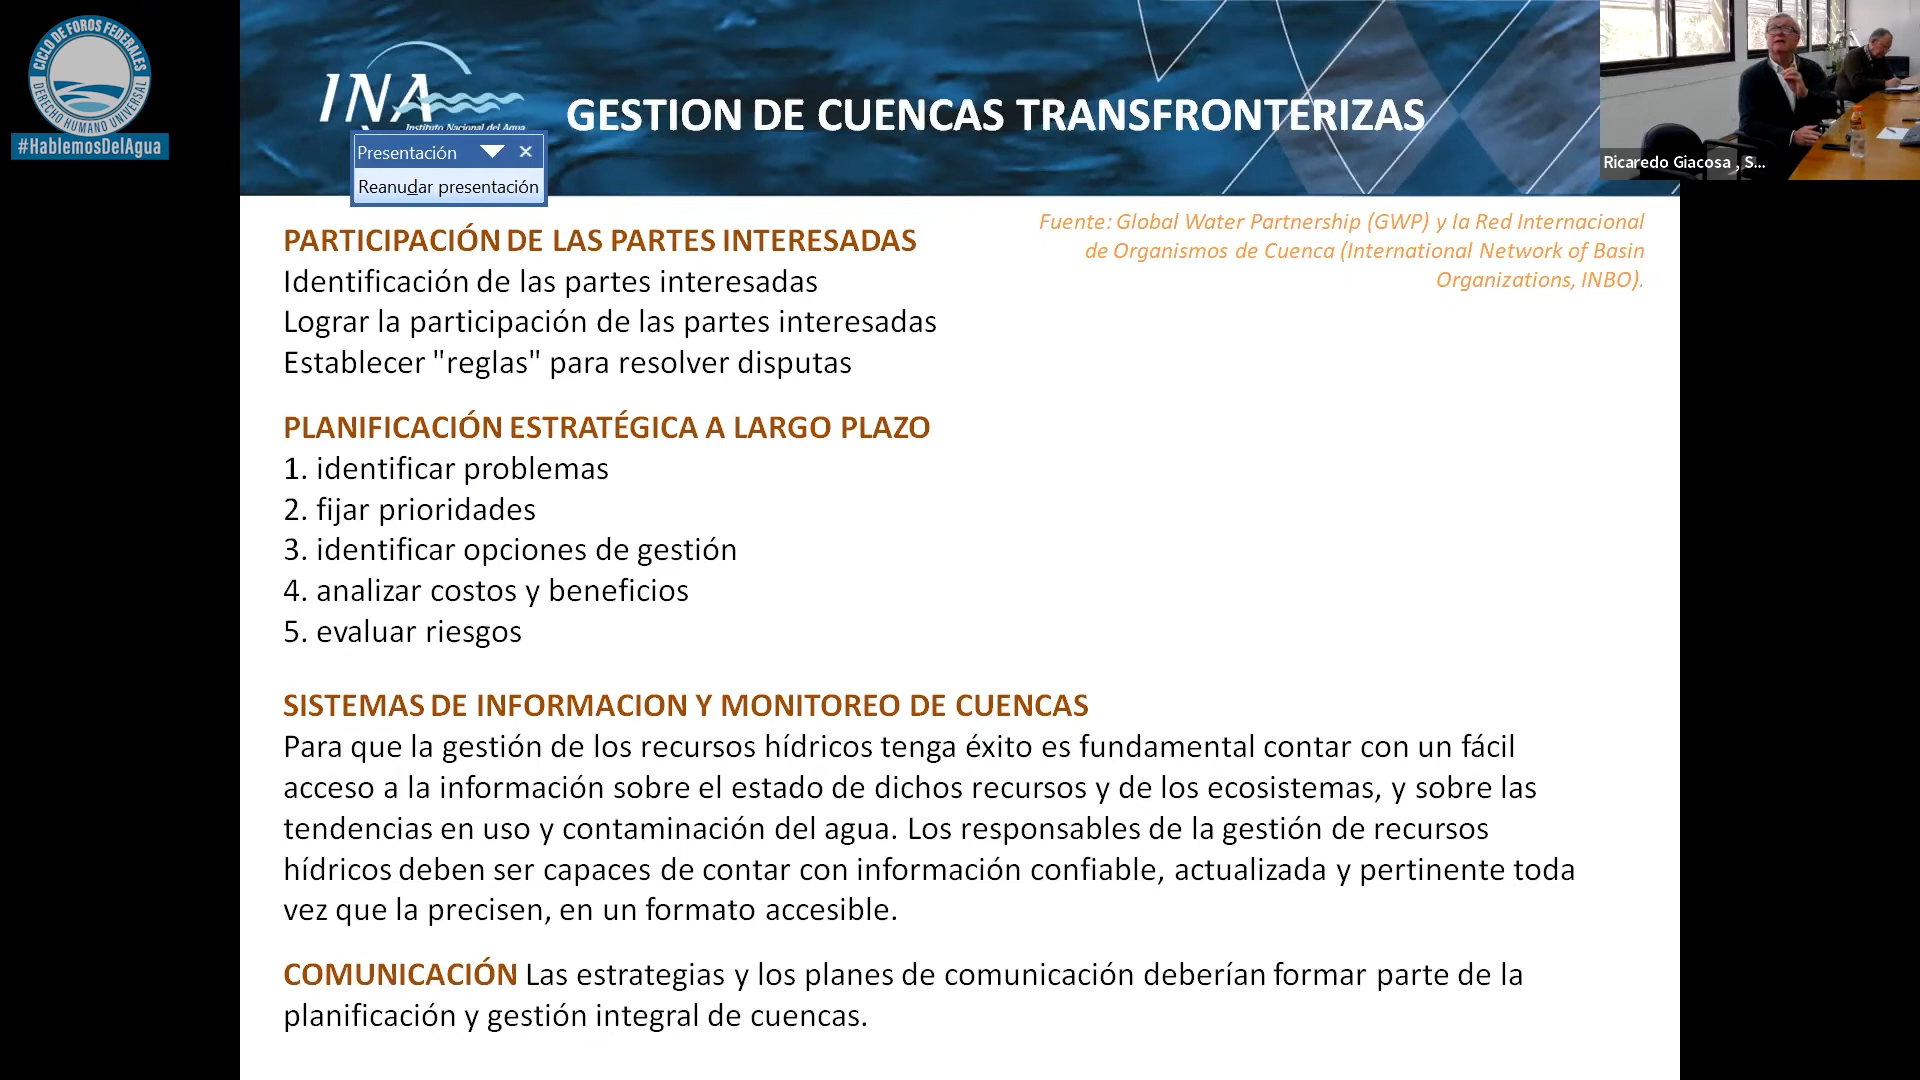 CICLO DE FOROS FEDERALES
DERECHO HUMANO UNIVERSAL
#HablemosDelAgua
INA
Instituto Nacional del Agua
GESTION DE CUENCAS TRANSFRONTERIZAS
Presentación
Reanudar presentación
Ricaredo Giacosa , S...
Fuente: Global Water Partnership (GWP) y la Red Internacional
de Organismos de Cuenca (International Network of Basin
Organizations, INBO).
PARTICIPACIÓN DE LAS PARTES INTERESADAS
Identificación de las partes interesadas
Lograr la participación de las partes interesadas
Establecer "reglas" para resolver disputas
PLANIFICACIÓN ESTRATÉGICA A LARGO PLAZO
1. identificar problemas
2. fijar prioridades
3. identificar opciones de gestión
4. analizar costos y beneficios
5. evaluar riesgos
SISTEMAS DE INFORMACION Y MONITOREO DE CUENCAS
Para que la gestión de los recursos hídricos tenga éxito es fundamental contar con un fácil
acceso a la información sobre el estado de dichos recursos y de los ecosistemas, y sobre las
tendencias en uso y contaminación del agua. Los responsables de la gestión de recursos
hídricos deben ser capaces de contar con información confiable, actualizada y pertinente toda
vez que la precisen, en un formato accesible.
COMUNICACIÓN Las estrategias y los planes de comunicación deberían formar parte de la
planificación y gestión integral de cuencas.